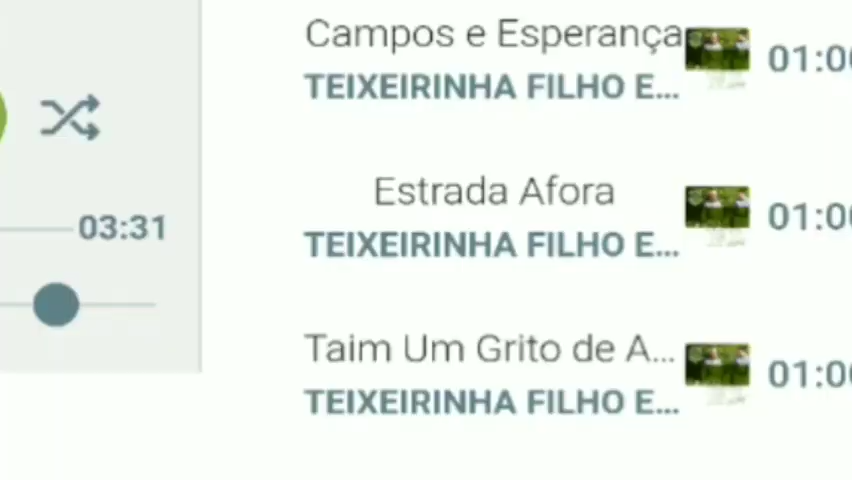 Campos e Esperança
TEIXEIRINHA FILHO E...
01:00
Estrada Afora
TEIXEIRINHA FILHO E...
01:00
03:31
Taim Um Grito de A...
TEIXEIRINHA FILHO E...
01:00